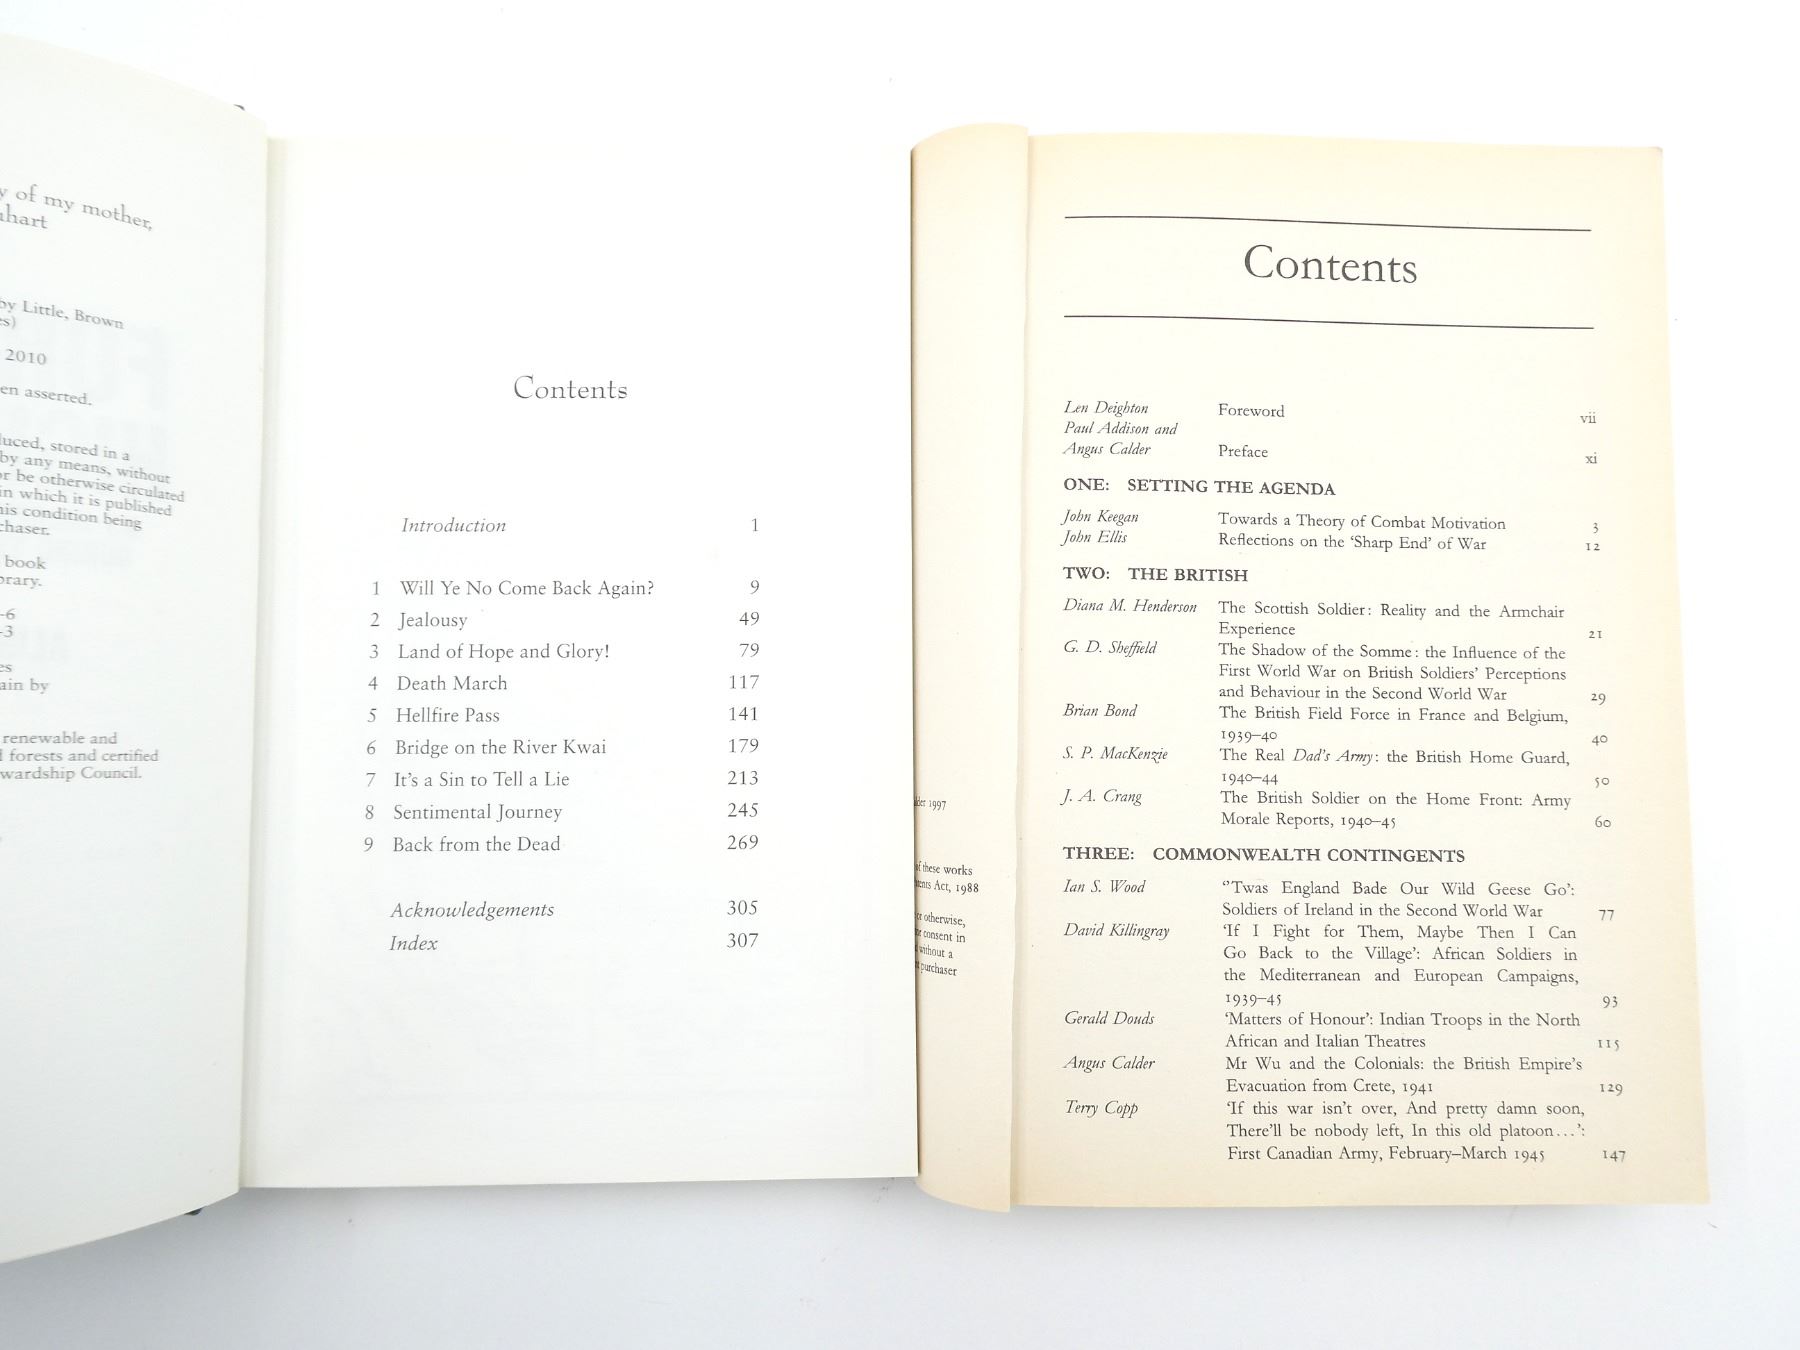 y of my mother,
hart
by Little, Brown
es)
2010
en asserted.
duced, stored in a
by any means, without
or be otherwise circulated
in which it is published
his condition being
chaser.
book
brary.
-6
-3
es
ain by
renewable and
forests and certified
wardship Council.
Contents
Introduction 1
1 Will Ye No Come Back Again? 9
2 Jealousy 49
3 Land of Hope and Glory! 79
4 Death March 117
5 Hellfire Pass 141
6 Bridge on the River Kwai 179
7 It's a Sin to Tell a Lie 213
8 Sentimental Journey 245
9 Back from the Dead 269
Acknowledgements 305
Index 307
lder 1997
of these works
tents Act, 1988
or otherwise,
consent in
without a
purchaser
Contents
Len Deighton Foreword vii
Paul Addison and
Angus Calder Preface xi
ONE: SETTING THE AGENDA
John Keegan Towards a Theory of Combat Motivation 3
John Ellis Reflections on the ‘Sharp End’ of War 12
TWO: THE BRITISH
Diana M. Henderson The Scottish Soldier: Reality and the Armchair
Experience 21
G. D. Sheffield The Shadow of the Somme: the Influence of the
First World War on British Soldiers’ Perceptions
and Behaviour in the Second World War 29
Brian Bond The British Field Force in France and Belgium,
1939–40 40
S. P. MacKenzie The Real Dad’s Army: the British Home Guard,
1940–44 50
J. A. Crang The British Soldier on the Home Front: Army
Morale Reports, 1940–45 60
THREE: COMMONWEALTH CONTINGENTS
Ian S. Wood ‘’Twas England Bade Our Wild Geese Go’:
Soldiers of Ireland in the Second World War 77
David Killingray ‘If I Fight for Them, Maybe Then I Can
Go Back to the Village’: African Soldiers in
the Mediterranean and European Campaigns,
1939–45 93
Gerald Douds ‘Matters of Honour’: Indian Troops in the North
African and Italian Theatres 115
Angus Calder Mr Wu and the Colonials: the British Empire’s
Evacuation from Crete, 1941 129
Terry Copp ‘If this war isn’t over, And pretty damn soon,
There’ll be nobody left, In this old platoon...’:
First Canadian Army, February–March 1945 147